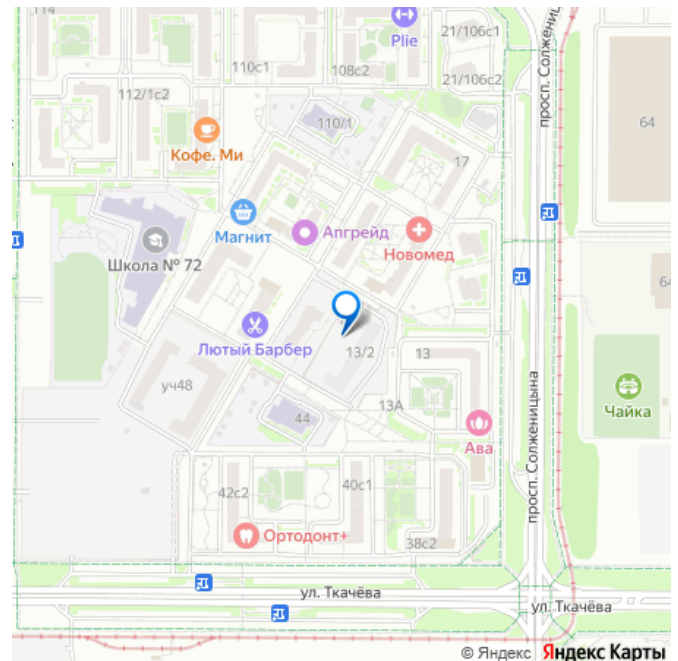 114
Plie
21/106с1
110с1
108с2
21/106с2
просп. Солженицына
112/1с2
110/1
64
Кофе. Ми
17
Магнит
Апгрейд
Новомед
Школа № 72
64
Лютый Барбер
13/2
13
уч48
13А
Чайка
44
Ава
просп. Солженицына
42с2
40с1
Ортодонт+
38с2
ул. Ткачёва
ул. Ткачёва
© Яндекс Яндекс Карты